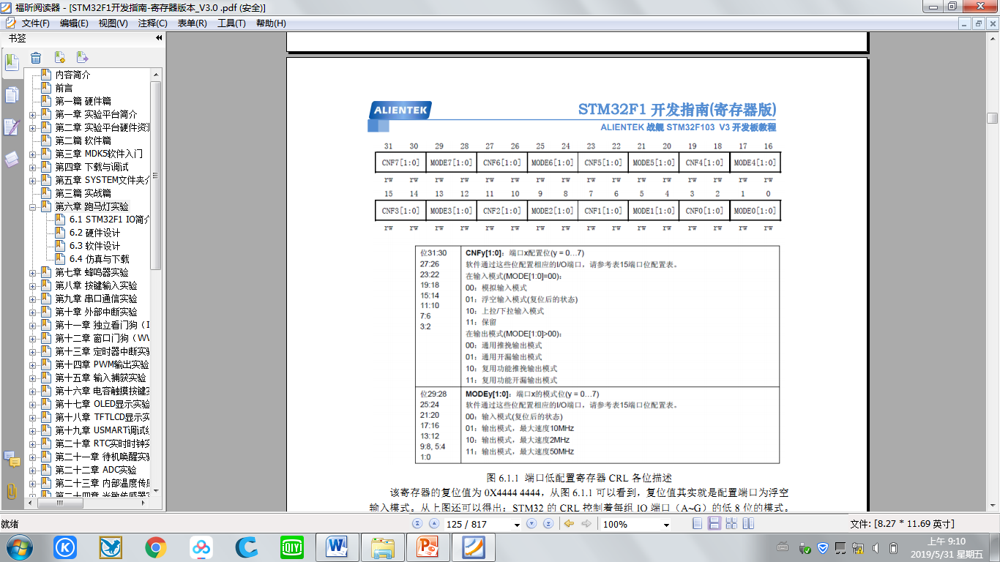 福昕阅读器 - [STM32F1开发指南-寄存器版本_V3.0 .pdf (安全)]
文件(F) 编辑(E) 视图(V) 注释(C) 表单(R) 工具(T) 帮助(H)
书签
内容简介
前言
第一篇 硬件篇
第一章 实验平台简介
第二章 实验平台硬件资源
第二篇 软件篇
第三章 MDK5软件入门
第四章 下载与调试
第五章 SYSTEM文件夹介
第三篇 实战篇
第六章 跑马灯实验
6.1 STM32F1 IO简介
6.2 硬件设计
6.3 软件设计
6.4 仿真与下载
第七章 蜂鸣器实验
第八章 按键输入实验
第九章 串口通信实验
第十章 外部中断实验
第十一章 独立看门狗（I
第十二章 窗口门狗（WV
第十三章 定时器中断实验
第十四章 PWM输出实验
第十五章 输入捕获实验
第十六章 电容触摸按键实
第十七章 OLED显示实验
第十八章 TFTLCD显示实
第十九章 USMART调试组
第二十章 RTC实时时钟实
第二十一章 待机唤醒实验
第二十二章 ADC实验
第二十三章 内部温度传感
第二十四章 光敏传感器实
ALIENTEK
STM32F1 开发指南(寄存器版)
ALIENTEK 战舰 STM32F103 V3 开发板教程
31 30 29 28 27 26 25 24 23 22 21 20 19 18 17 16
CNF7[1:0] MODE7[1:0] CNF6[1:0] MODE6[1:0] CNF5[1:0] MODE5[1:0] CNF4[1:0] MODE4[1:0]
rw rw rw rw rw rw rw rw rw rw rw rw rw rw rw rw
15 14 13 12 11 10 9 8 7 6 5 4 3 2 1 0
CNF3[1:0] MODE3[1:0] CNF2[1:0] MODE2[1:0] CNF1[1:0] MODE1[1:0] CNF0[1:0] MODE0[1:0]
rw rw rw rw rw rw rw rw rw rw rw rw rw rw rw rw
位31:30
27:26
23:22
19:18
15:14
11:10
7:6
3:2
CNFy[1:0]：端口x配置位(y = 0…7)
软件通过这些位配置相应的I/O端口，请参考表15端口位配置表。
在输入模式(MODE[1:0]=00)：
00：模拟输入模式
01：浮空输入模式(复位后的状态)
10：上拉/下拉输入模式
11：保留
在输出模式(MODE[1:0]>00)：
00：通用推挽输出模式
01：通用开漏输出模式
10：复用功能推挽输出模式
11：复用功能开漏输出模式
位29:28
25:24
21:20
17:16
13:12
9:8, 5:4
1:0
MODEy[1:0]：端口x的模式位(y = 0…7)
软件通过这些位配置相应的I/O端口，请参考表15端口位配置表。
00：输入模式(复位后的状态)
01：输出模式，最大速度10MHz
10：输出模式，最大速度2MHz
11：输出模式，最大速度50MHz
图 6.1.1 端口低配置寄存器 CRL 各位描述
该寄存器的复位值为 0X4444 4444，从图 6.1.1 可以看到，复位值其实就是配置端口为浮空
输入模式。从上图还可以得出：STM32 的 CRL 控制着每组 IO 端口（A~G）的低 8 位的模式。
就绪
125 / 817
100%
文件: [8.27 * 11.69 英寸]
K
iQIY
W
P
上午 9:10
2019/5/31 星期五